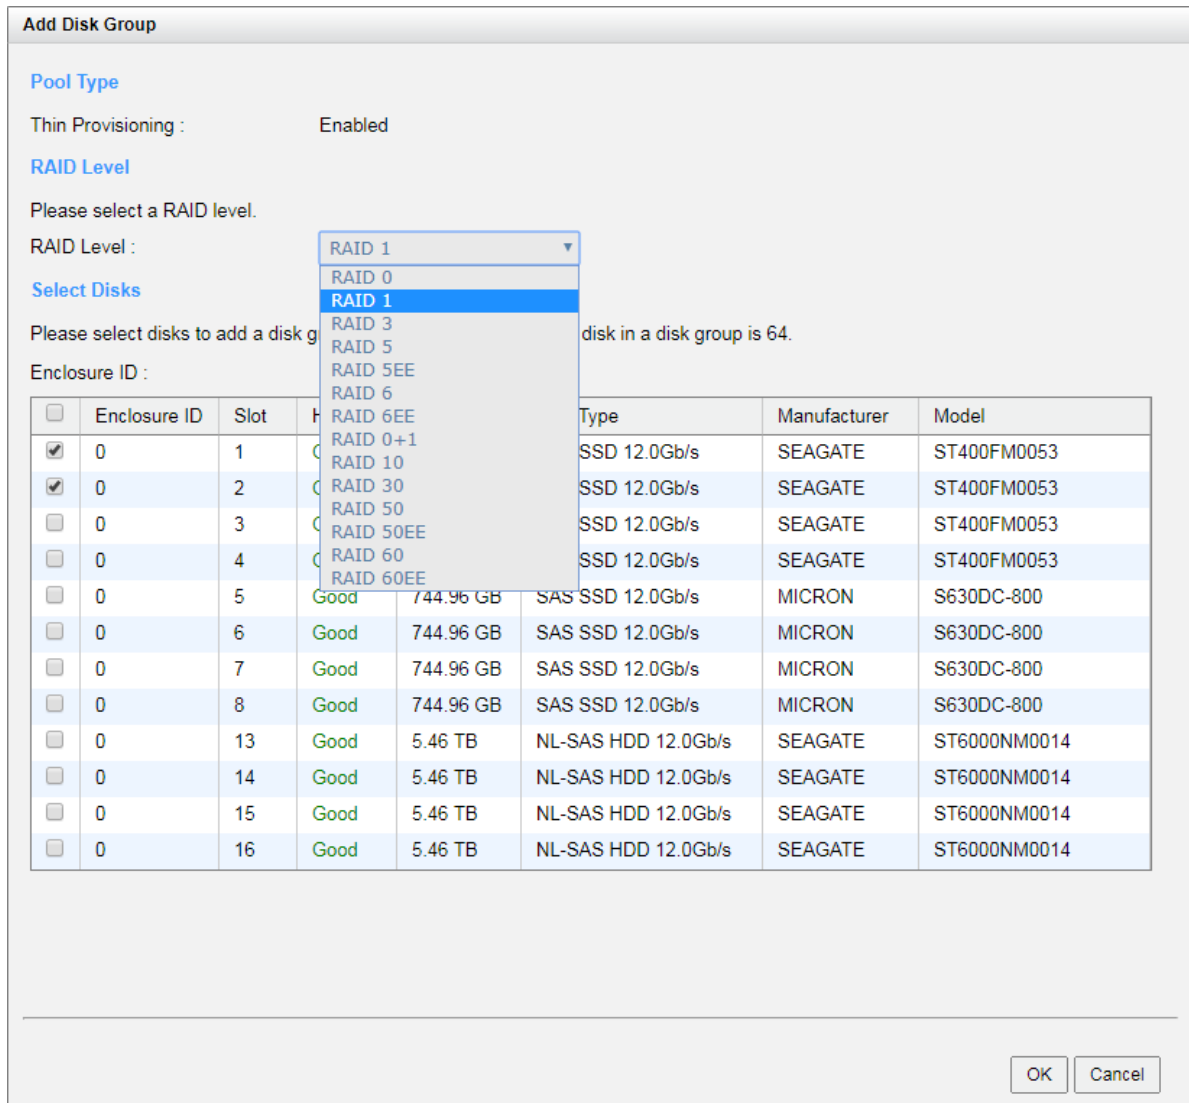 Add Disk Group
Pool Type
Thin Provisioning : Enabled
RAID Level
Please select a RAID level.
RAID Level : RAID 1
RAID 0
RAID 1
RAID 3
RAID 5
RAID 5EE
RAID 6
RAID 6EE
RAID 0+1
RAID 10
RAID 30
RAID 50
RAID 50EE
RAID 60
RAID 60EE
Select Disks
Please select disks to add a disk disk in a disk group is 64.
Enclosure ID :
Enclosure ID Slot Type Manufacturer Model
0 1 SSD 12.0Gb/s SEAGATE ST400FM0053
0 2 SSD 12.0Gb/s SEAGATE ST400FM0053
0 3 SSD 12.0Gb/s SEAGATE ST400FM0053
0 4 SSD 12.0Gb/s SEAGATE ST400FM0053
0 5 Good 744.96 GB SAS SSD 12.0Gb/s MICRON S630DC-800
0 6 Good 744.96 GB SAS SSD 12.0Gb/s MICRON S630DC-800
0 7 Good 744.96 GB SAS SSD 12.0Gb/s MICRON S630DC-800
0 8 Good 744.96 GB SAS SSD 12.0Gb/s MICRON S630DC-800
0 13 Good 5.46 TB NL-SAS HDD 12.0Gb/s SEAGATE ST6000NM0014
0 14 Good 5.46 TB NL-SAS HDD 12.0Gb/s SEAGATE ST6000NM0014
0 15 Good 5.46 TB NL-SAS HDD 12.0Gb/s SEAGATE ST6000NM0014
0 16 Good 5.46 TB NL-SAS HDD 12.0Gb/s SEAGATE ST6000NM0014
OK Cancel